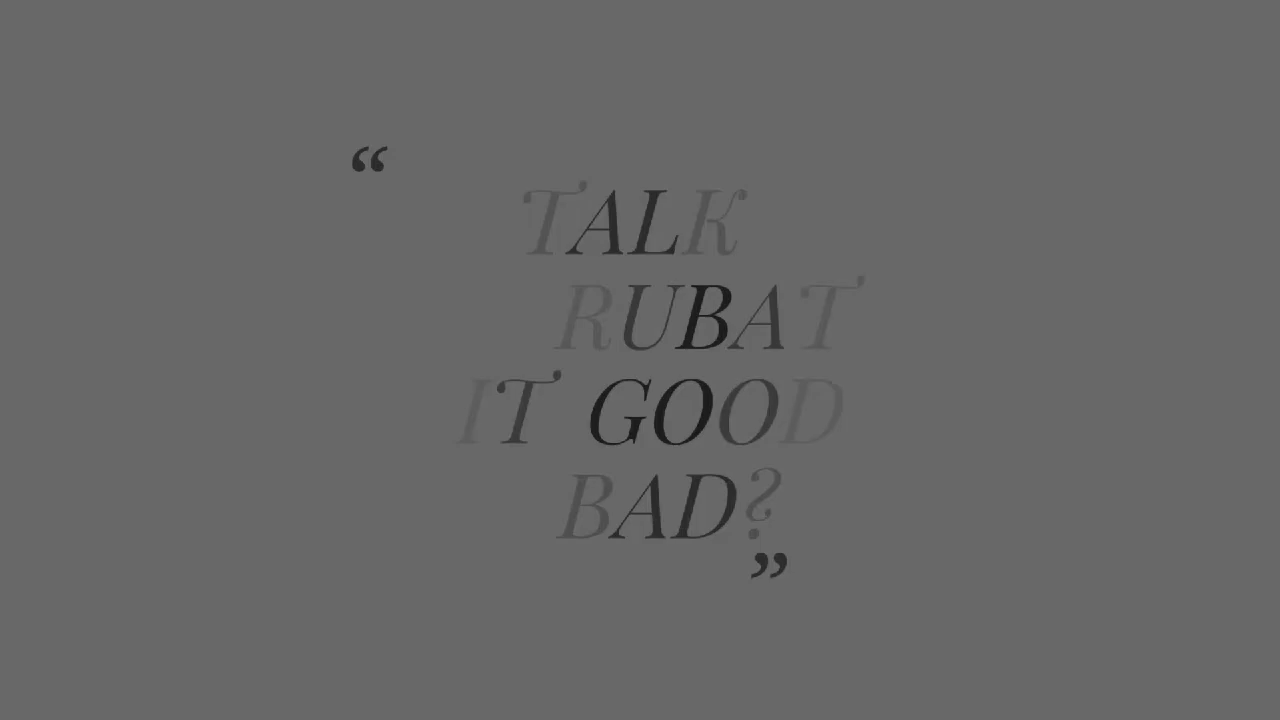 “
TALK
RUBAT
IT GOOD
BAD?
”